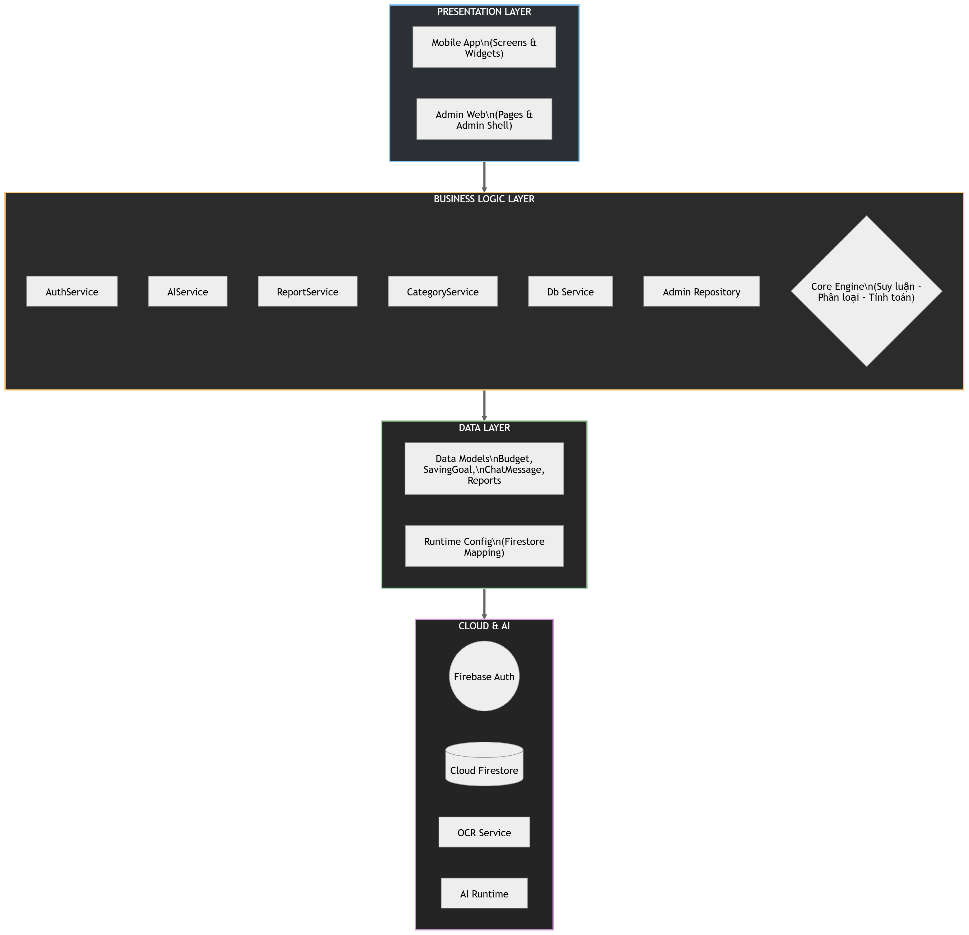 PRESENTATION LAYER
Mobile App\n(Screens &
Widgets)
Admin Web\n(Pages &
Admin Shell)
BUSINESS LOGIC LAYER
AuthService
AIService
ReportService
CategoryService
Db Service
Admin Repository
Core Engine\n(Suy luận -
Phân loại - Tính toán)
DATA LAYER
Data Models\nBudget,
SavingGoal,\nChatMessage,
Reports
Runtime Config\n(Firestore
Mapping)
CLOUD & AI
Firebase Auth
Cloud Firestore
OCR Service
AI Runtime